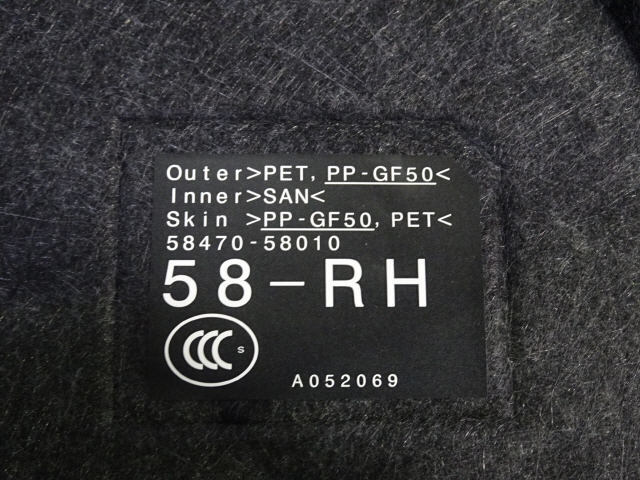 Outer>PET, PP-GF50<
Inner>SAN<
Skin >PP-GF50, PET<
58470-58010
58-RH
CCC S
A052069